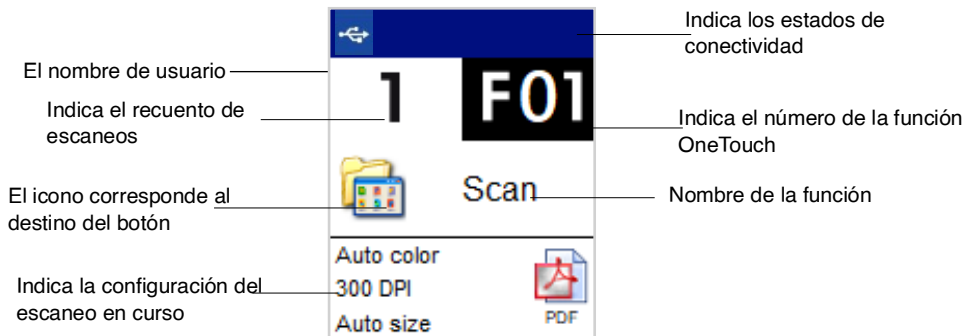 Indica los estados de
conectividad
El nombre de usuario
1
F01
Indica el recuento de
escaneos
Indica el número de la función
OneTouch
El icono corresponde al
destino del botón
Scan
Nombre de la función
Auto color
300 DPI
Auto size
PDF
Indica la configuración del
escaneo en curso